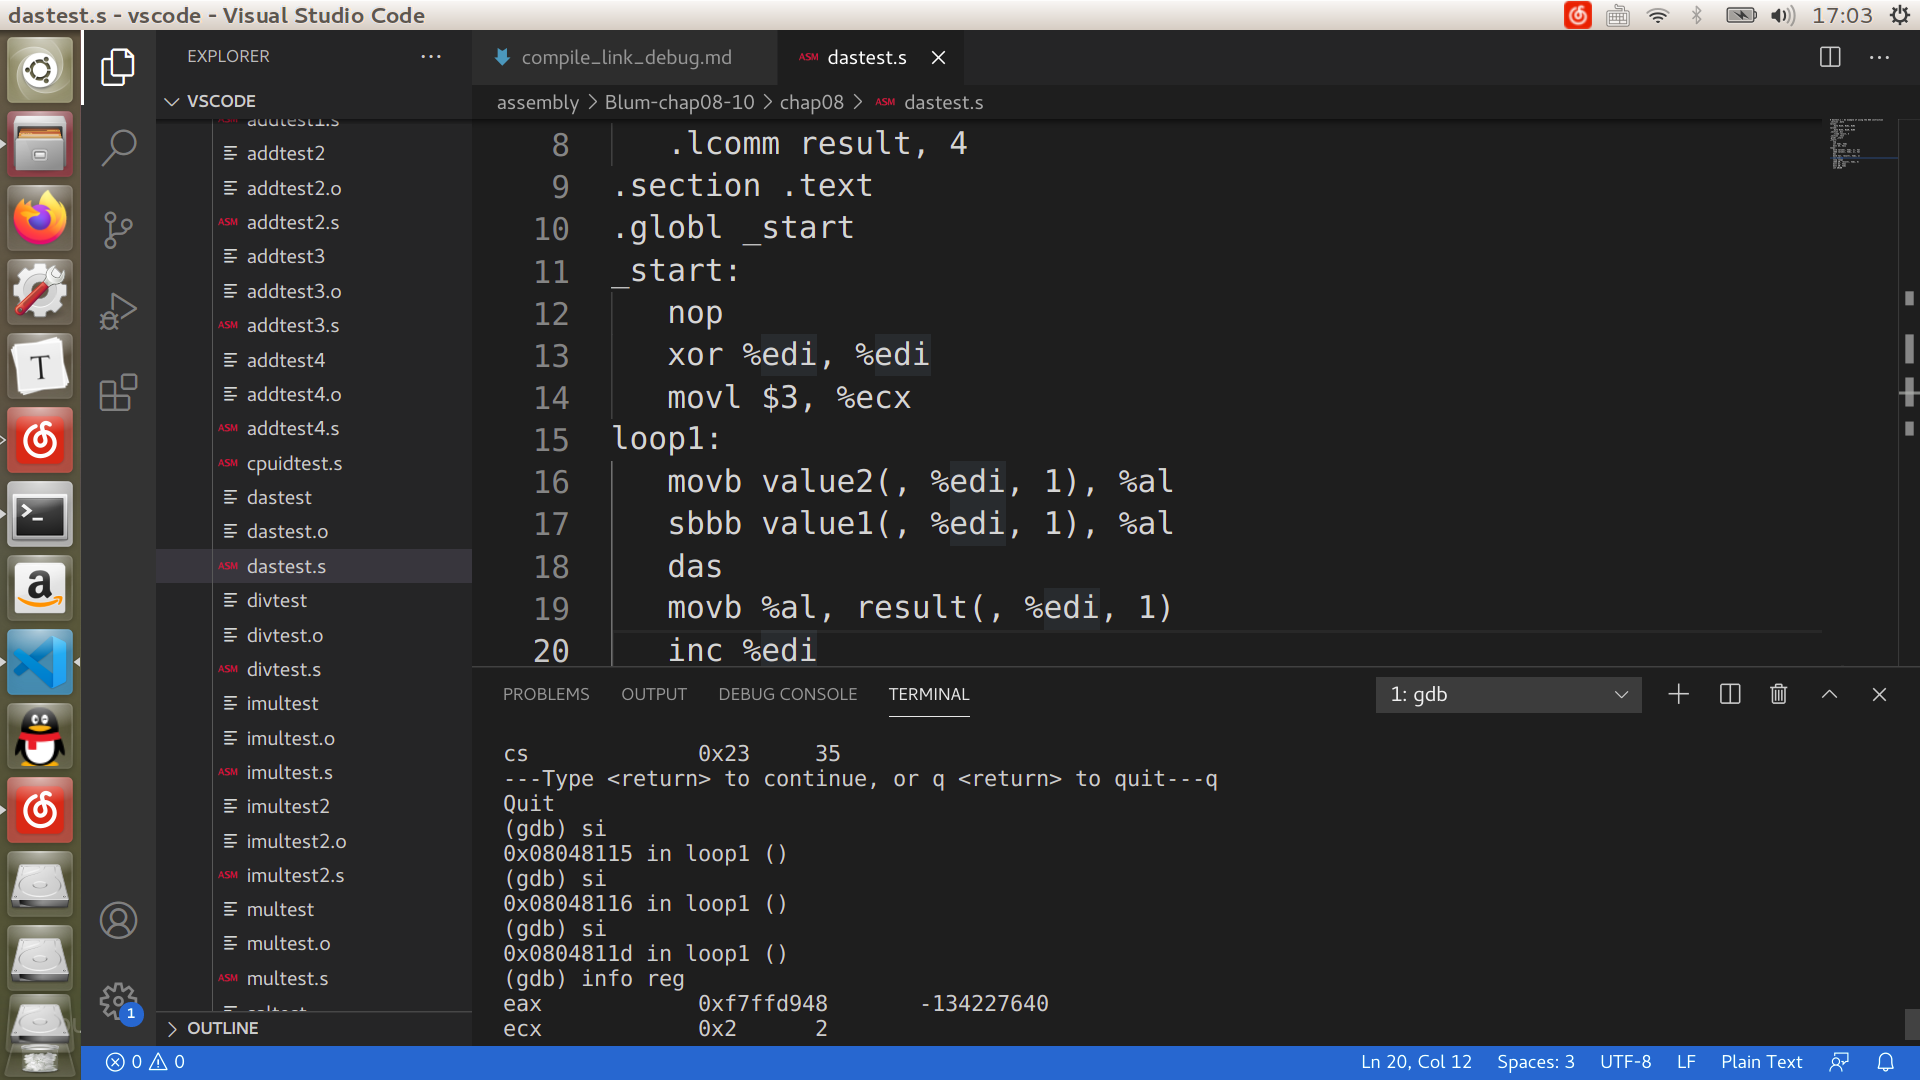 dastest.s - vscode - Visual Studio Code
17:03
EXPLORER
compile_link_debug.md
ASM dastest.s
VSCODE
assembly > Blum-chap08-10 > chap08 > ASM dastest.s
addtest1.s
addtest2
addtest2.o
ASM addtest2.s
addtest3
addtest3.o
ASM addtest3.s
addtest4
addtest4.o
ASM addtest4.s
ASM cpuidtest.s
dastest
dastest.o
ASM dastest.s
divtest
divtest.o
ASM divtest.s
imultest
imultest.o
ASM imultest.s
imultest2
imultest2.o
ASM imultest2.s
multest
multest.o
ASM multest.s
OUTLINE
8 .lcomm result, 4
9 .section .text
10 .globl _start
11 _start:
12 nop
13 xor %edi, %edi
14 movl $3, %ecx
15 loop1:
16 movb value2(, %edi, 1), %al
17 sbbb value1(, %edi, 1), %al
18 das
19 movb %al, result(, %edi, 1)
20 inc %edi
PROBLEMS OUTPUT DEBUG CONSOLE TERMINAL 1: gdb
cs 0x23 35
---Type <return> to continue, or q <return> to quit---q
Quit
(gdb) si
0x08048115 in loop1 ()
(gdb) si
0x08048116 in loop1 ()
(gdb) si
0x0804811d in loop1 ()
(gdb) info reg
eax 0xf7ffd948 -134227640
ecx 0x2 2
T
a
1
0 0
Ln 20, Col 12 Spaces: 3 UTF-8 LF Plain Text